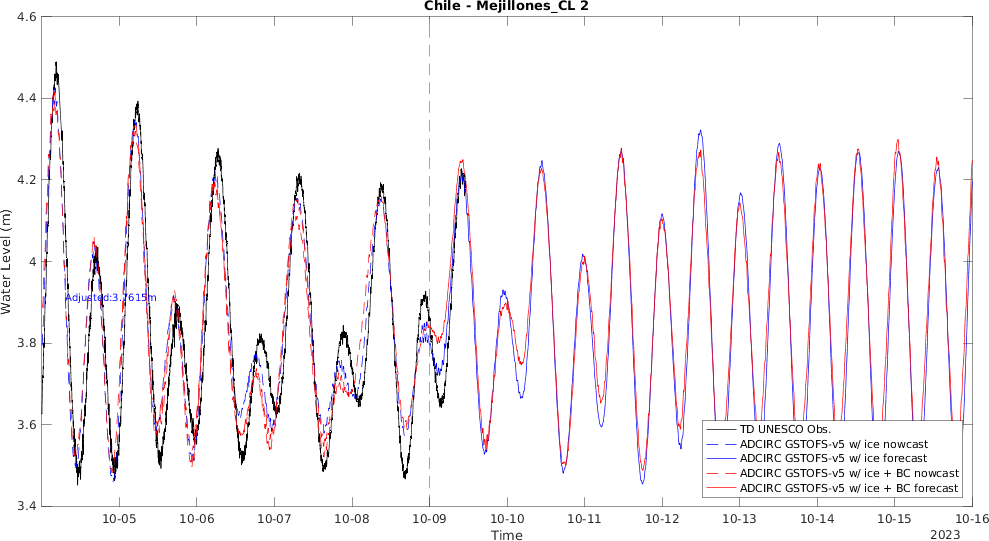 Chile - Mejillones_CL 2
4.6
4.4
4.2
4
3.8
3.6
3.4
Water Level (m)
Adjusted:3.7615m
TD UNESCO Obs.
ADCIRC GSTOFS-v5 w/ ice nowcast
ADCIRC GSTOFS-v5 w/ ice forecast
ADCIRC GSTOFS-v5 w/ ice + BC nowcast
ADCIRC GSTOFS-v5 w/ ice + BC forecast
10-05 10-06 10-07 10-08 10-09 10-10 10-11 10-12 10-13 10-14 10-15 10-16
Time
2023